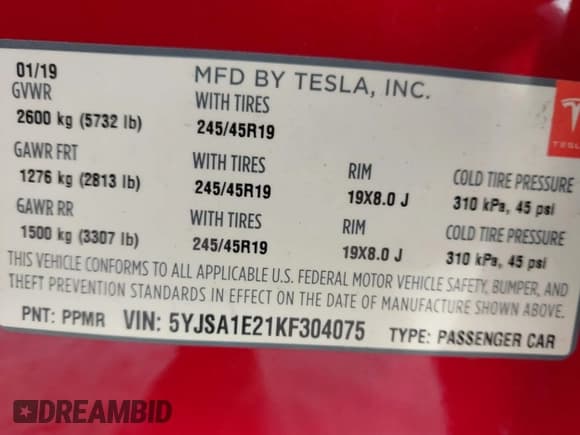 01/19 MFD BY TESLA, INC.
GVWR WITH TIRES
2600 kg (5732 lb) 245/45R19
GAWR FRT WITH TIRES RIM COLD TIRE PRESSURE
1276 kg (2813 lb) 245/45R19 19X8.0 J 310 kPa, 45 psi
GAWR RR WITH TIRES RIM COLD TIRE PRESSURE
1500 kg (3307 lb) 245/45R19 19X8.0 J 310 kPa, 45 psi
THIS VEHICLE CONFORMS TO ALL APPLICABLE U.S. FEDERAL MOTOR VEHICLE SAFETY, BUMPER, AND
THEFT PREVENTION STANDARDS IN EFFECT ON THE DATE OF MANUFACTURE SHOWN ABOVE.
PNT: PPMR VIN: 5YJSA1E21KF304075 TYPE: PASSENGER CAR
TESLA
DREAMBID